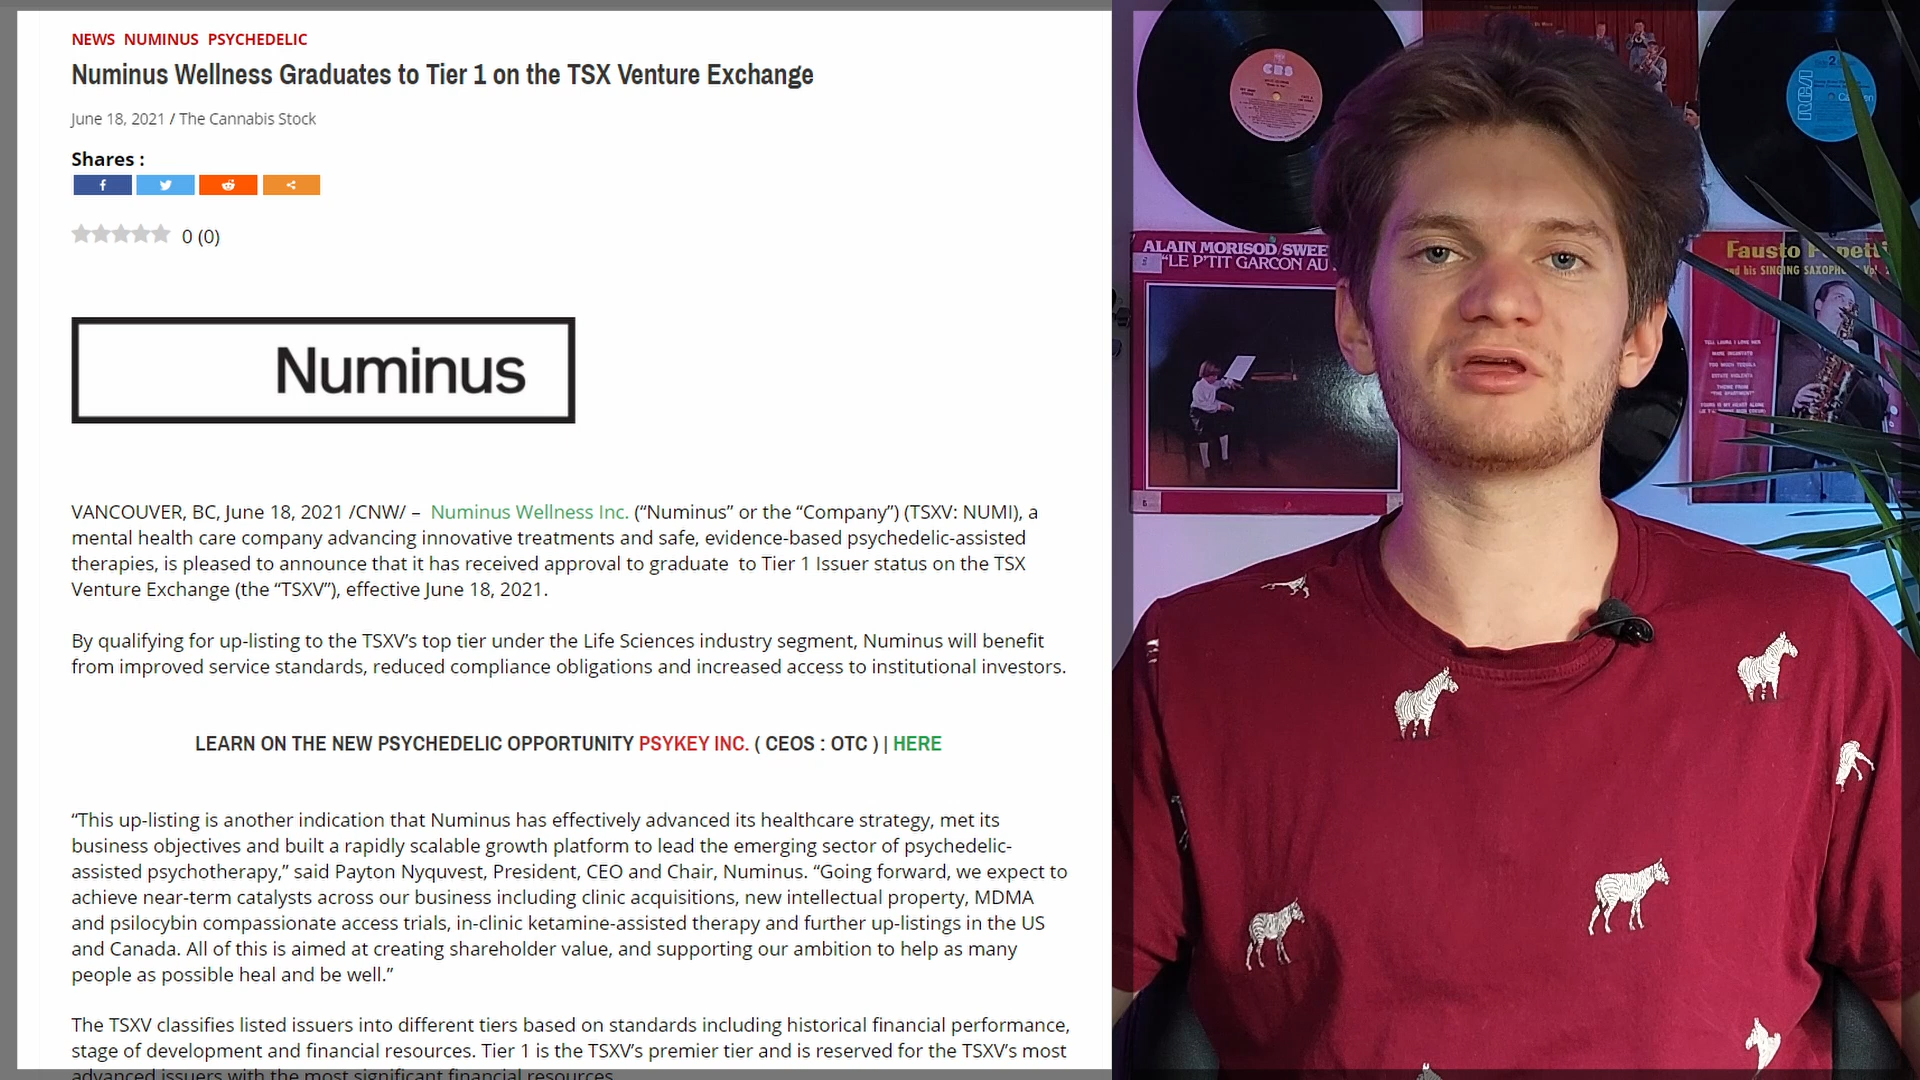 NEWS NUMINUS PSYCHEDELIC
Numinus Wellness Graduates to Tier 1 on the TSX Venture Exchange
June 18, 2021 / The Cannabis Stock
Shares :
0 (0)
Numinus
VANCOUVER, BC, June 18, 2021 /CNW/ – Numinus Wellness Inc. (“Numinus” or the “Company”) (TSXV: NUMI), a
mental health care company advancing innovative treatments and safe, evidence-based psychedelic-assisted
therapies, is pleased to announce that it has received approval to graduate to Tier 1 Issuer status on the TSX
Venture Exchange (the “TSXV”), effective June 18, 2021.
By qualifying for up-listing to the TSXV’s top tier under the Life Sciences industry segment, Numinus will benefit
from improved service standards, reduced compliance obligations and increased access to institutional investors.
LEARN ON THE NEW PSYCHEDELIC OPPORTUNITY PSYKEY INC. ( CEOS : OTC ) | HERE
“This up-listing is another indication that Numinus has effectively advanced its healthcare strategy, met its
business objectives and built a rapidly scalable growth platform to lead the emerging sector of psychedelic-
assisted psychotherapy,” said Payton Nyquvest, President, CEO and Chair, Numinus. “Going forward, we expect to
achieve near-term catalysts across our business including clinic acquisitions, new intellectual property, MDMA
and psilocybin compassionate access trials, in-clinic ketamine-assisted therapy and further up-listings in the US
and Canada. All of this is aimed at creating shareholder value, and supporting our ambition to help as many
people as possible heal and be well.”
The TSXV classifies listed issuers into different tiers based on standards including historical financial performance,
stage of development and financial resources. Tier 1 is the TSXV’s premier tier and is reserved for the TSXV’s most
advanced issuers with the most significant financial resources.
CBS
2
RCA
ALAIN MORISOD/SWEE
“LE P’TIT GARCON AU
Fausto
and his SINGING
TELL LAURA I LOVE HER